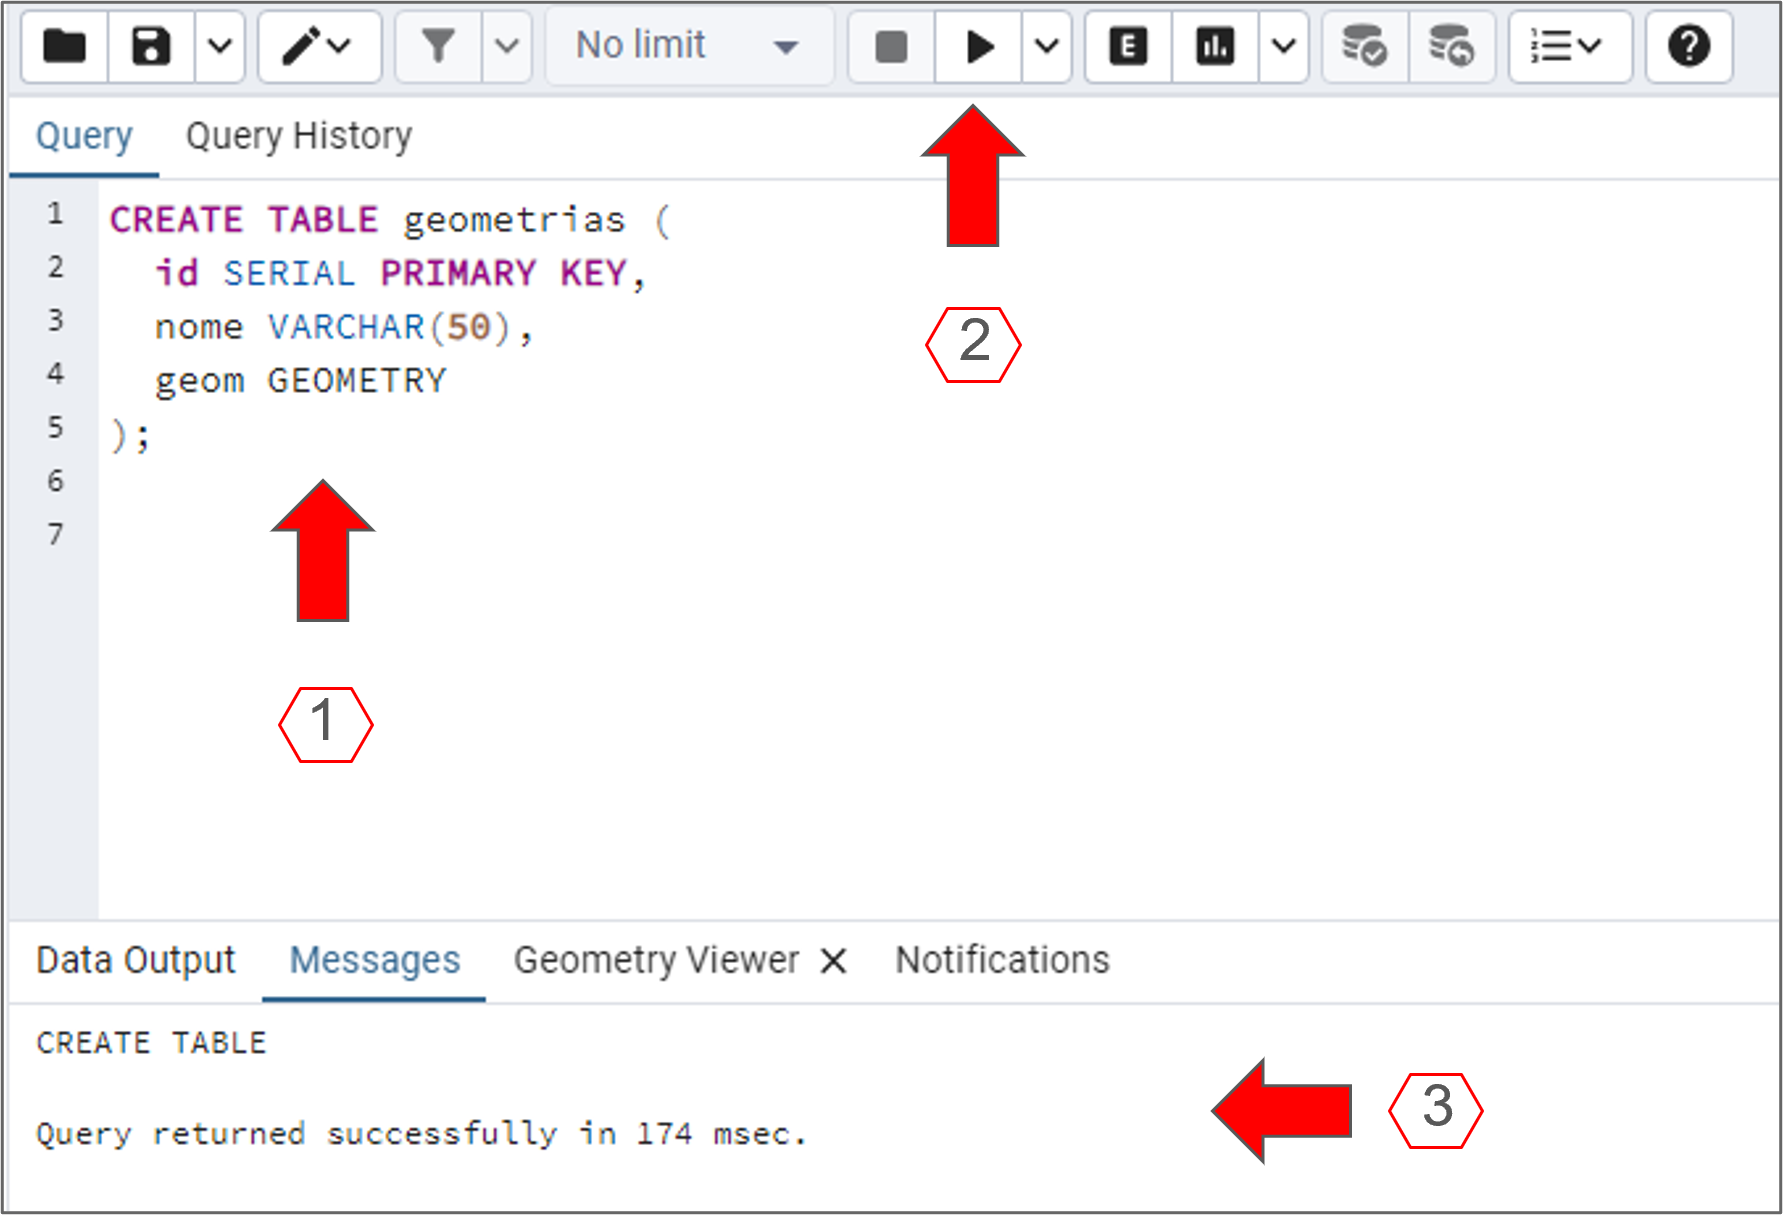 No limit
E
?
Query Query History
1 CREATE TABLE geometrias (
2 id SERIAL PRIMARY KEY,
3 nome VARCHAR(50),
4 geom GEOMETRY
5 );
6
7
2
1
Data Output Messages Geometry Viewer X Notifications
CREATE TABLE
Query returned successfully in 174 msec.
3